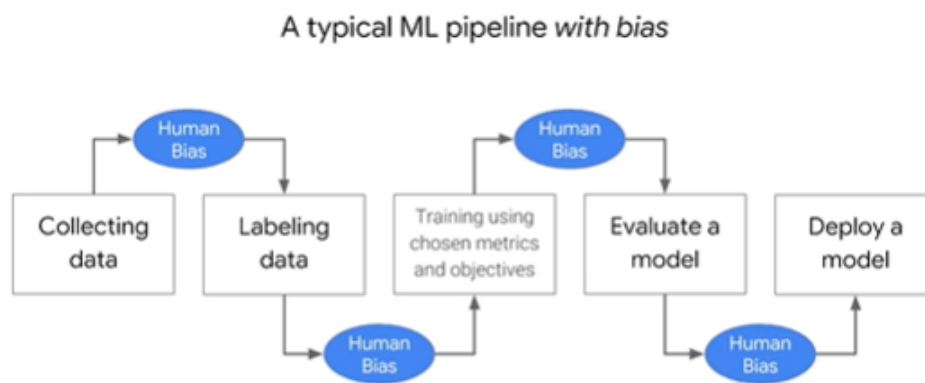 A typical ML pipeline with bias
Human
Bias
Human
Bias
Collecting
data
Labeling
data
Training using
chosen metrics
and objectives
Evaluate a
model
Deploy a
model
Human
Bias
Human
Bias